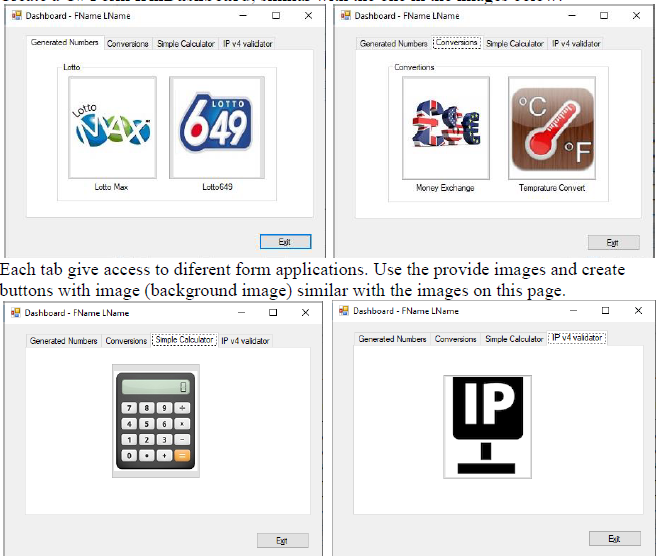 Dashboard - FName LName
Generated Numbers Conversions Simple Calculator IP v4 validator
Lotto
Lotto
MAX
LOTTO
649
Lotto Max Lotto649
Exit
Dashboard - FName LName
Generated Numbers Conversions Simple Calculator IP v4 validator
Convertions
°C
°F
Money Exchange Temprature Convert
Exit
Each tab give access to diferent form applications. Use the provide images and create
buttons with image (background image) similar with the images on this page.
Dashboard - FName LName
Generated Numbers Conversions Simple Calculator IP v4 validator
0
7 8 9 ÷
4 5 6 x
1 2 3 -
0 • + =
Exit
Dashboard - FName LName
Generated Numbers Conversions Simple Calculator IP v4 validator
IP
Exit